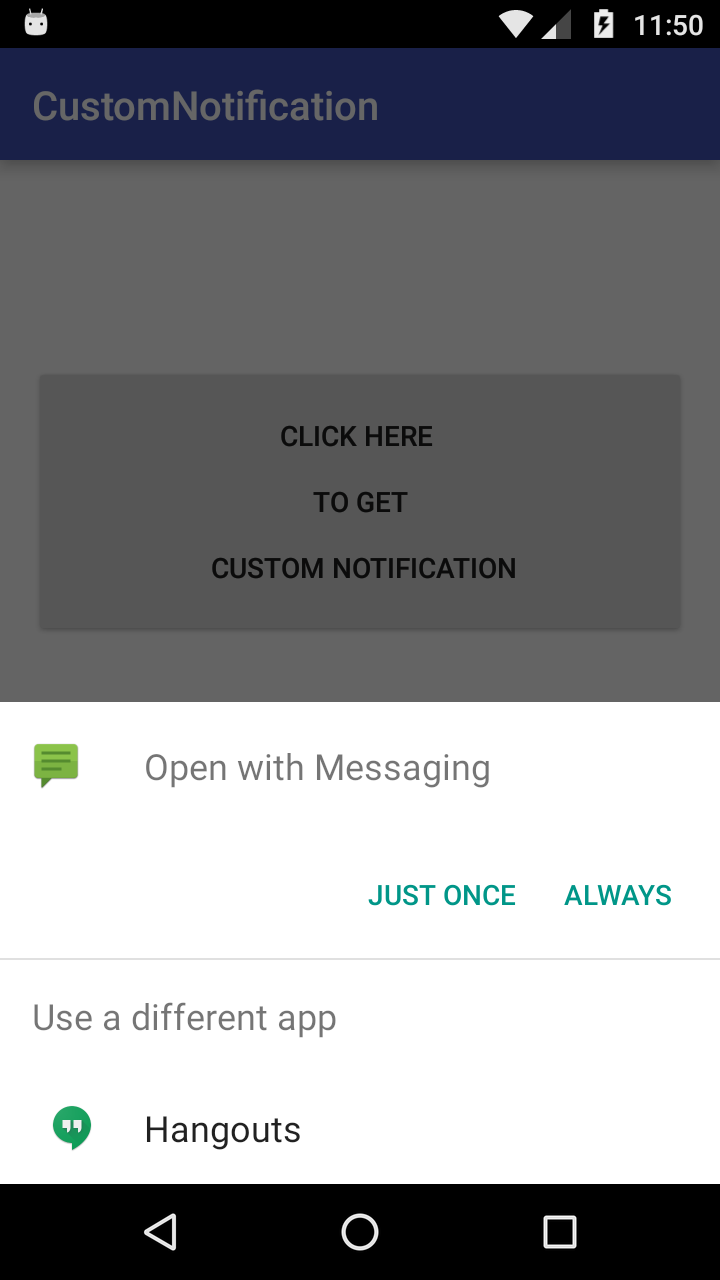 11:50
CustomNotification
CLICK HERE
TO GET
CUSTOM NOTIFICATION
Open with Messaging
JUST ONCE ALWAYS
Use a different app
Hangouts